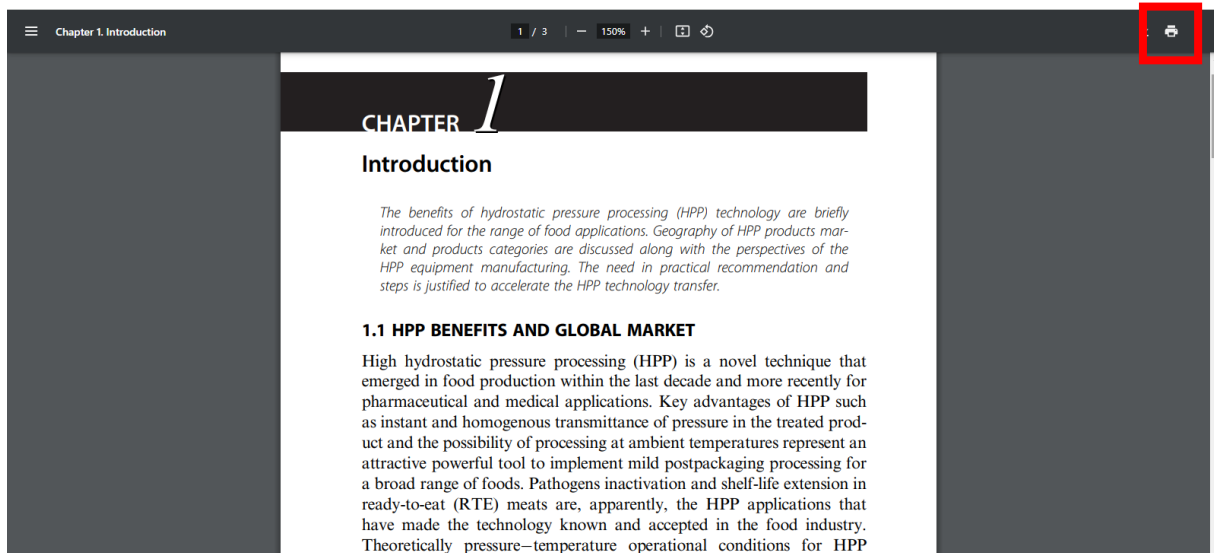 Chapter 1. Introduction
1 / 3
150%
CHAPTER 1
Introduction
The benefits of hydrostatic pressure processing (HPP) technology are briefly
introduced for the range of food applications. Geography of HPP products mar-
ket and products categories are discussed along with the perspectives of the
HPP equipment manufacturing. The need in practical recommendation and
steps is justified to accelerate the HPP technology transfer.
1.1 HPP BENEFITS AND GLOBAL MARKET
High hydrostatic pressure processing (HPP) is a novel technique that
emerged in food production within the last decade and more recently for
pharmaceutical and medical applications. Key advantages of HPP such
as instant and homogenous transmittance of pressure in the treated prod-
uct and the possibility of processing at ambient temperatures represent an
attractive powerful tool to implement mild postpackaging processing for
a broad range of foods. Pathogens inactivation and shelf-life extension in
ready-to-eat (RTE) meats are, apparently, the HPP applications that
have made the technology known and accepted in the food industry.
Theoretically pressure−temperature operational conditions for HPP